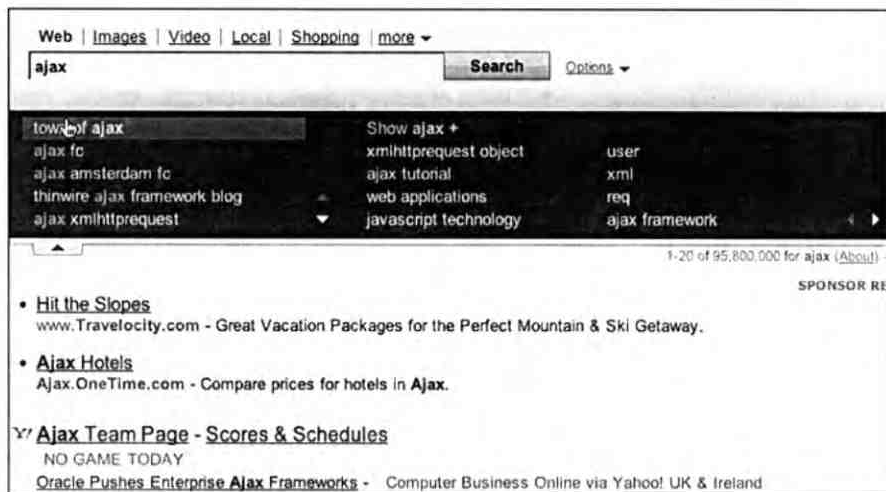 Web | Images | Video | Local | Shopping | more
ajax Search Options
town of ajax
ajax fc
ajax amsterdam fc
thinwire ajax framework blog
ajax xmlhttprequest
Show ajax +
xmlhttprequest object
ajax tutorial
web applications
javascript technology
user
xml
req
ajax framework
1-20 of 95,800,000 for ajax (About) -
SPONSOR RE
• Hit the Slopes
www.Travelocity.com - Great Vacation Packages for the Perfect Mountain & Ski Getaway.
• Ajax Hotels
Ajax.OneTime.com - Compare prices for hotels in Ajax.
Y! Ajax Team Page - Scores & Schedules
NO GAME TODAY
Oracle Pushes Enterprise Ajax Frameworks - Computer Business Online via Yahoo! UK & Ireland